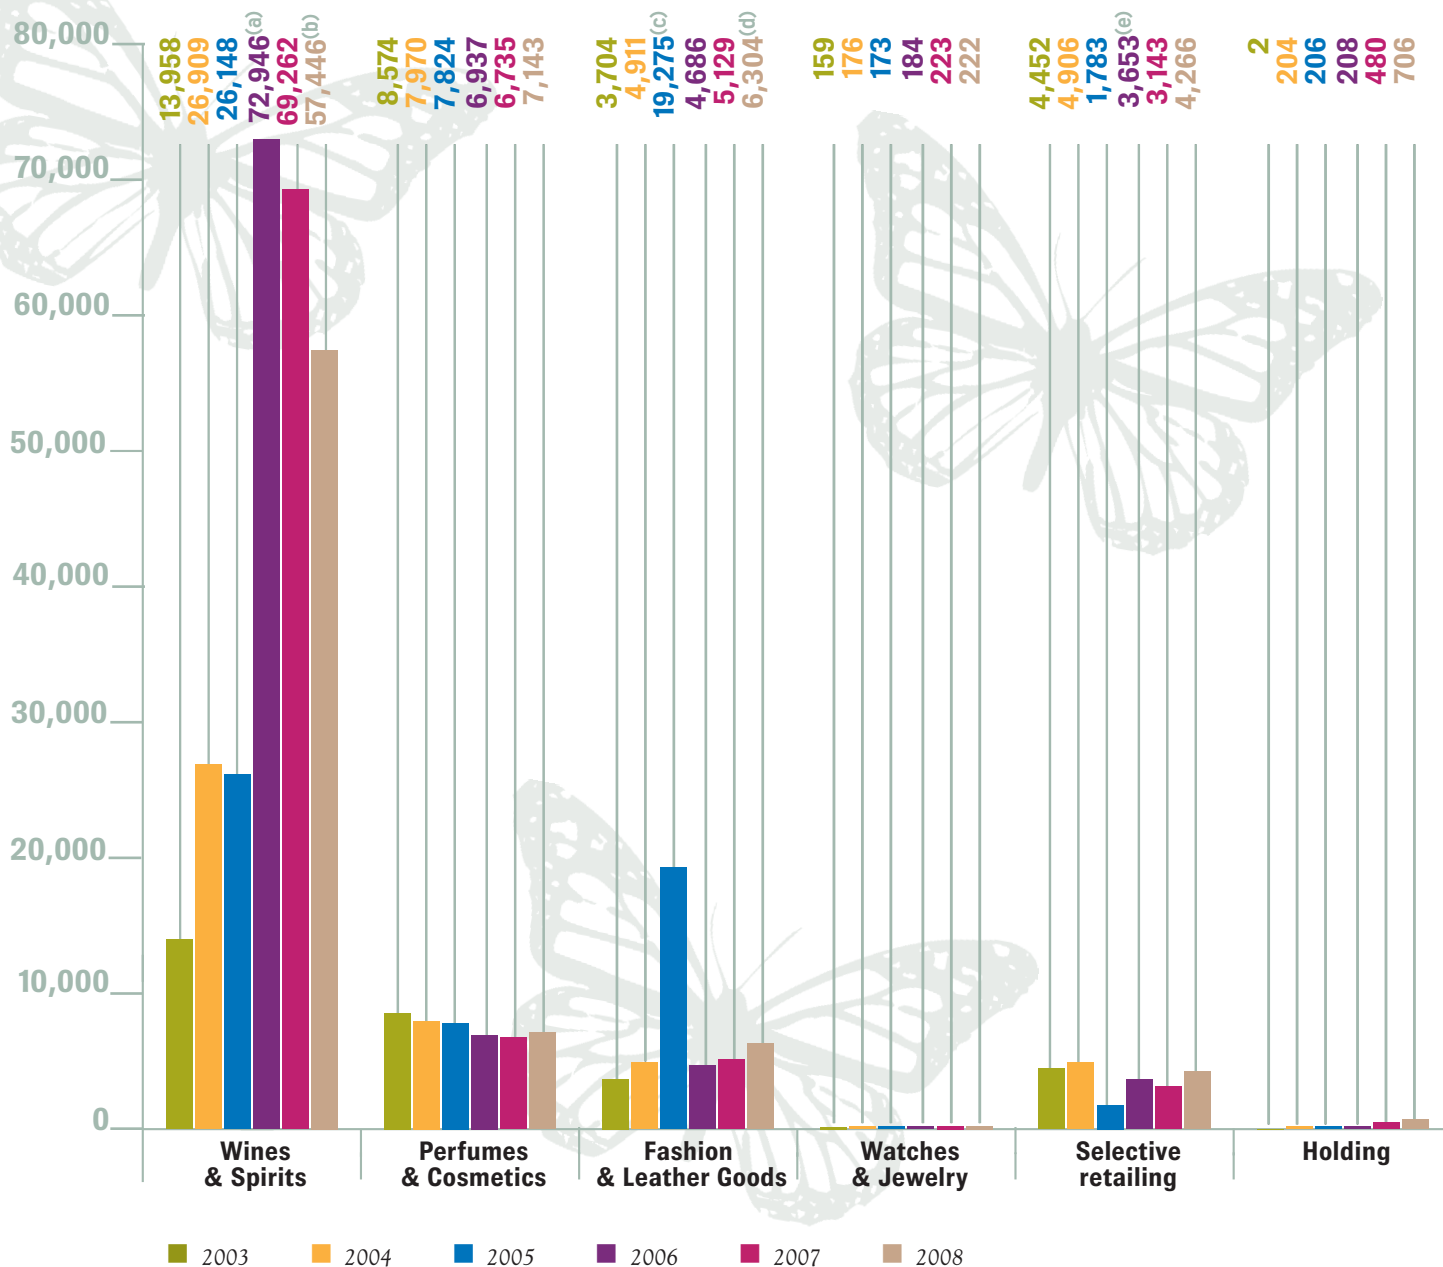 80,000
70,000
60,000
50,000
40,000
30,000
20,000
10,000
0
13,958
26,909
26,148
72,946(a)
69,262
57,446(b)
8,574
7,970
7,824
6,937
6,735
7,143
3,704
4,911
19,275(c)
4,686
5,129
6,304(d)
159
176
173
184
223
222
4,452
4,906
1,783
3,653(e)
3,143
4,266
2
204
206
208
480
706
Wines
& Spirits
Perfumes
& Cosmetics
Fashion
& Leather Goods
Watches
& Jewelry
Selective
retailing
Holding
2003 2004 2005 2006 2007 2008